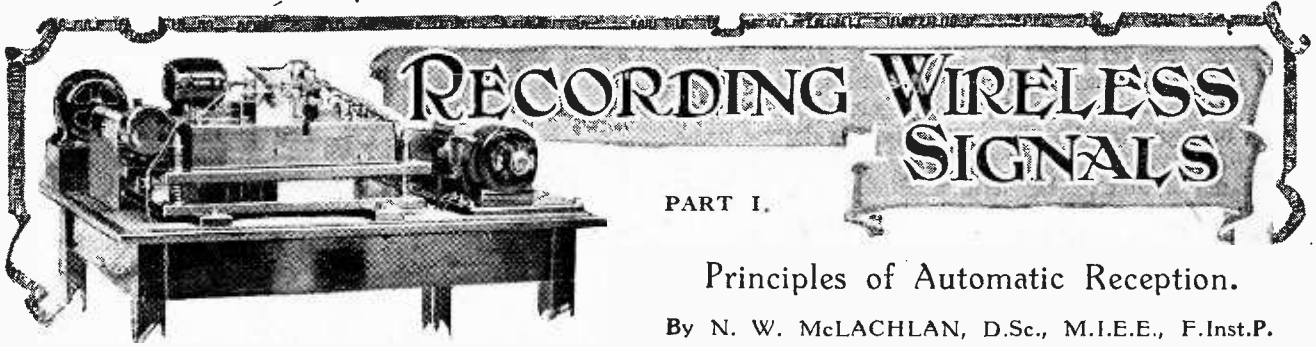 RECORDING WIRELESS
SIGNALS
PART I.
Principles of Automatic Reception.
By N. W. McLACHLAN, D.Sc., M.I.E.E., F.Inst.P.